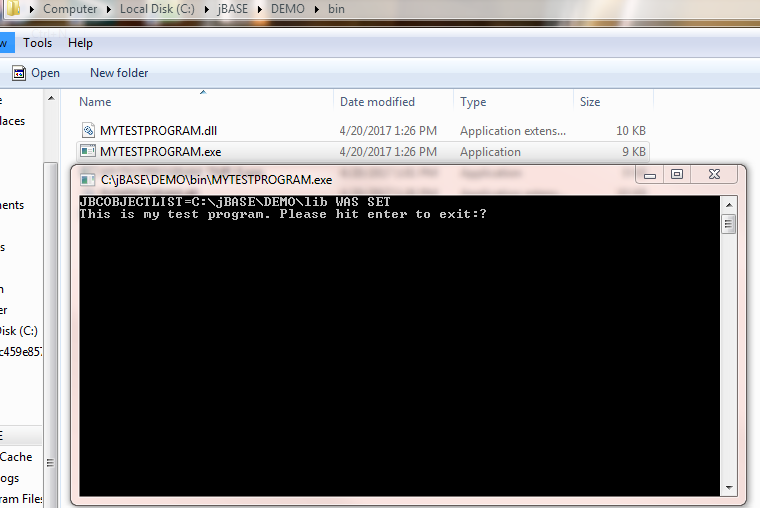 Computer Local Disk (C:) jBASE DEMO bin
w Tools Help
Open New folder
Name Date modified Type Size
MYTESTPROGRAM.dll 4/20/2017 1:26 PM Application extens... 10 KB
MYTESTPROGRAM.exe 4/20/2017 1:26 PM Application 9 KB
C:\jBASE\DEMO\bin\MYTESTPROGRAM.exe
JBCOBJECTLIST=C:\jBASE\DEMO\lib WAS SET
This is my test program. Please hit enter to exit:?
e
laces
ents
s
n
er
isk (C:)
c459e857
E
Cache
ogs
ram Files